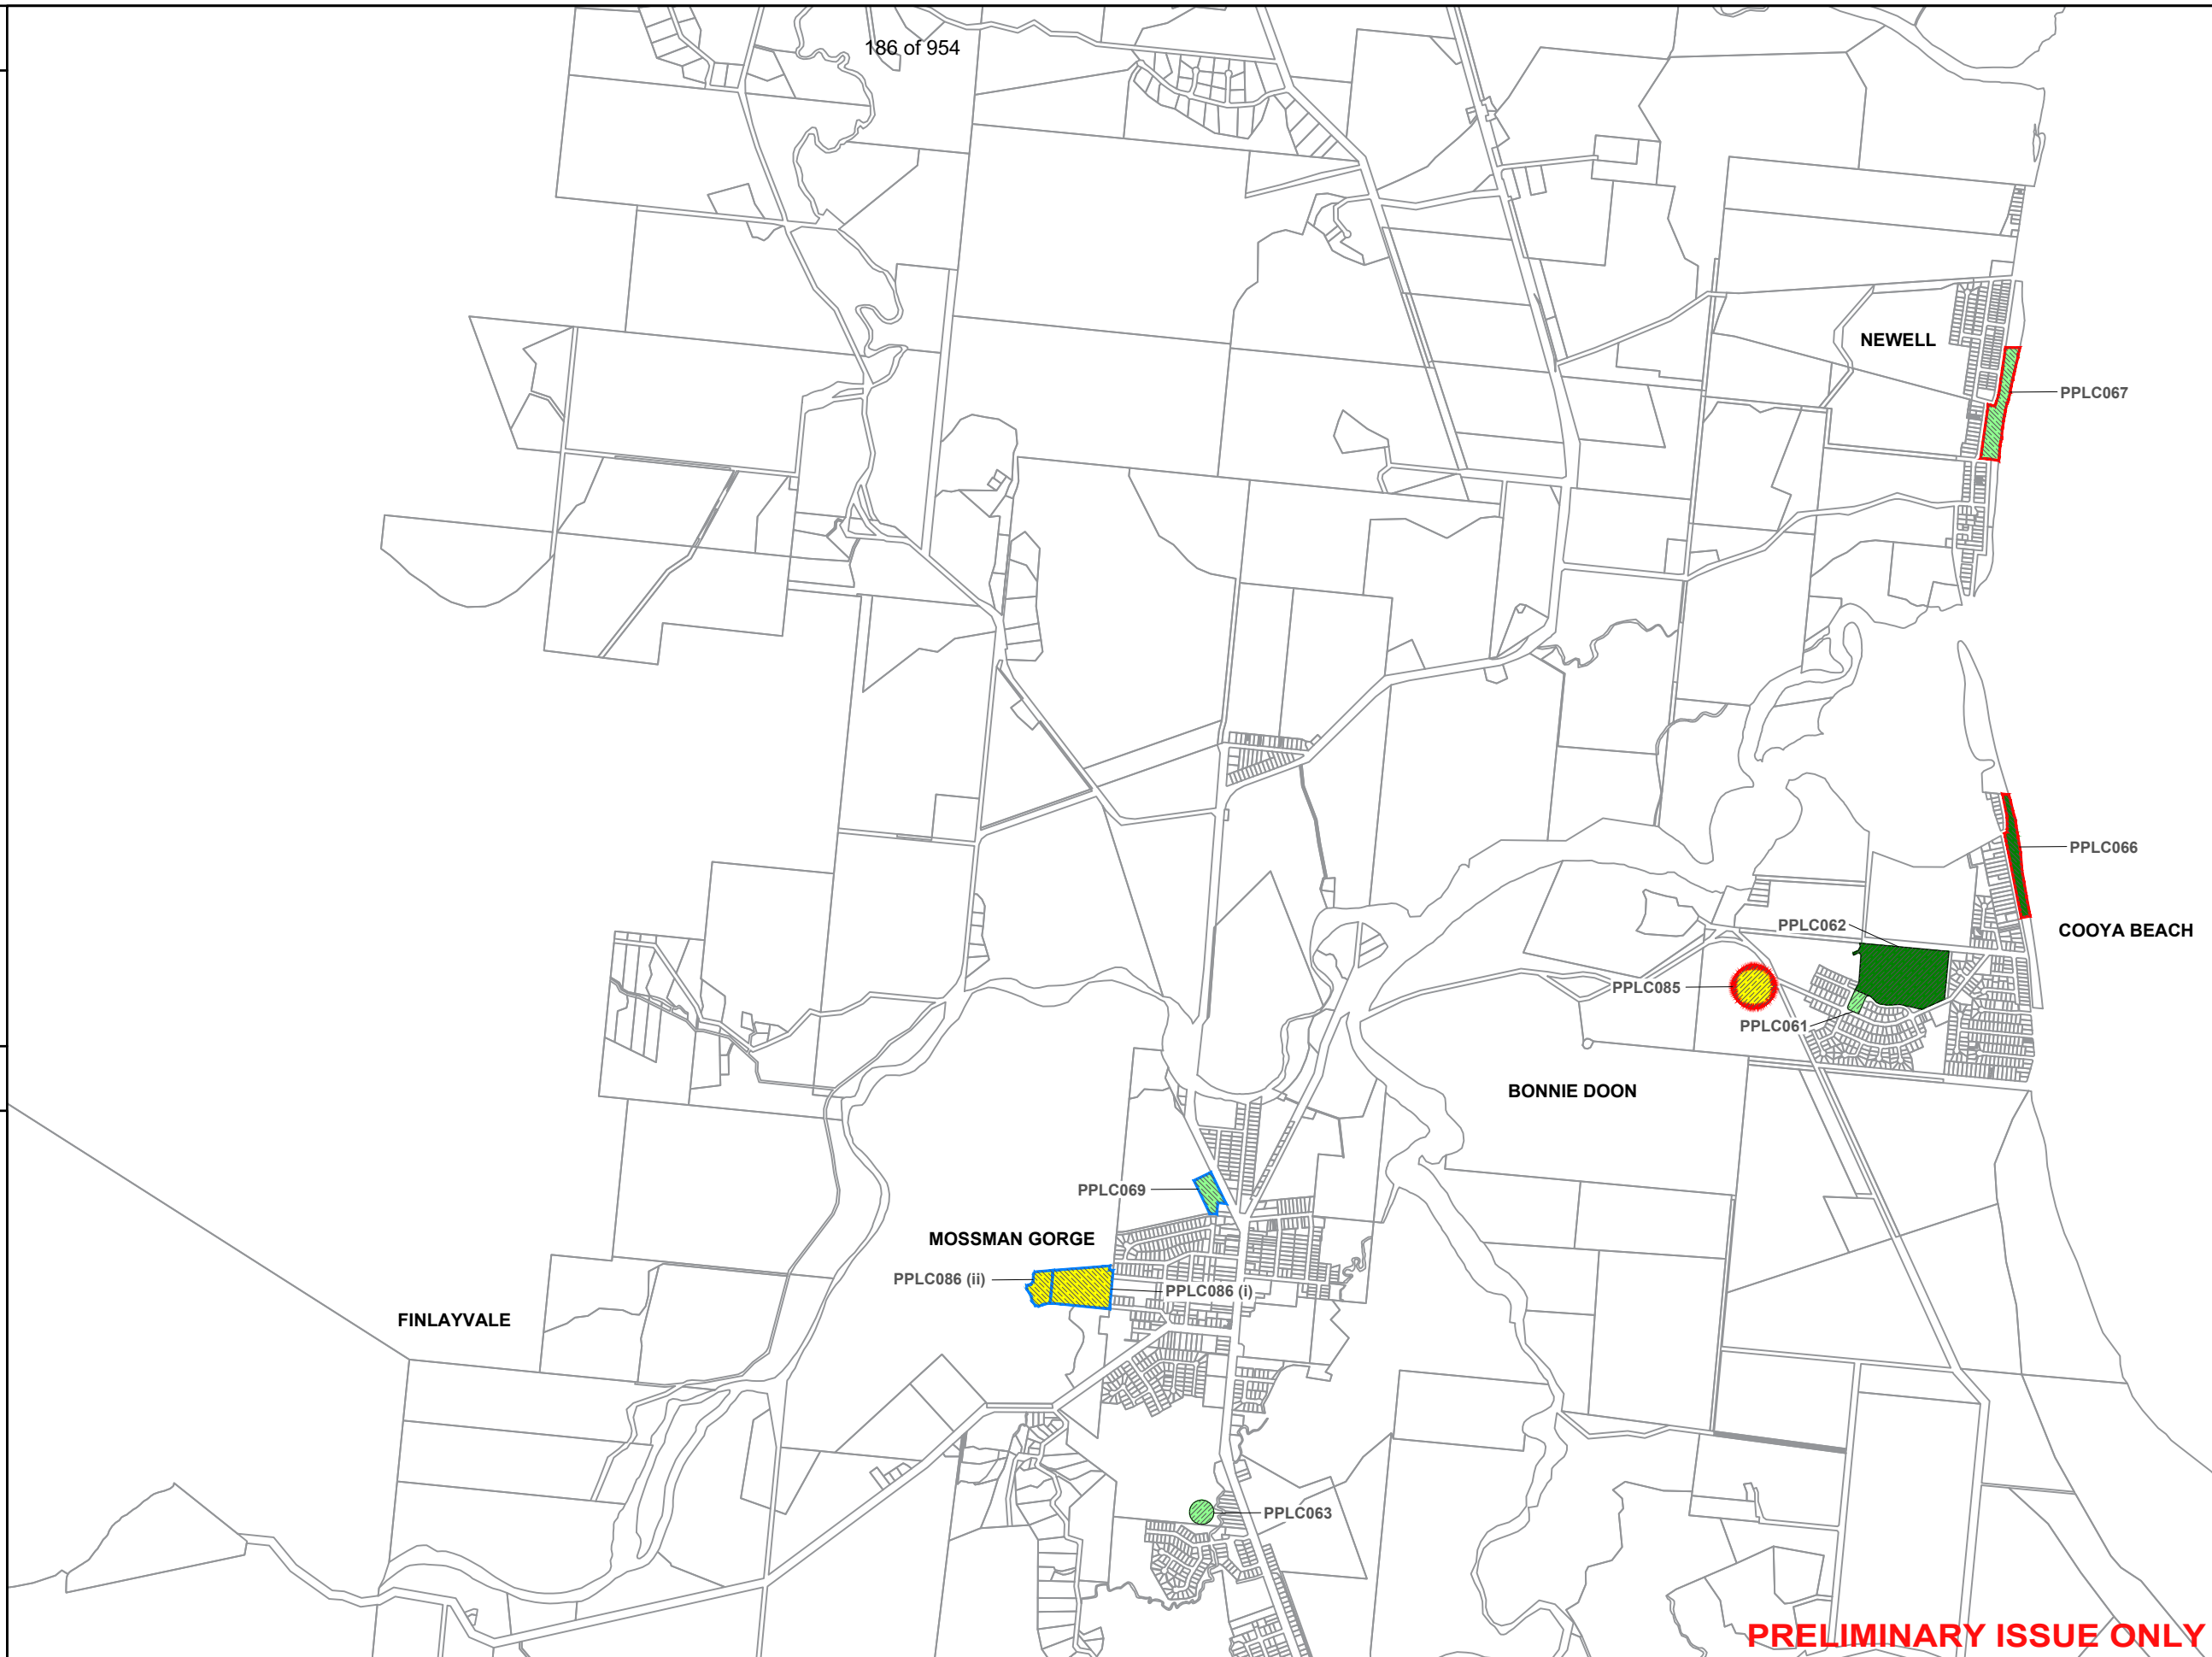 186 of 954
NEWELL
PPLC067
PPLC066
PPLC062
COOYA BEACH
PPLC085
PPLC061
BONNIE DOON
PPLC069
MOSSMAN GORGE
PPLC086 (ii)
PPLC086 (i)
FINLAYVALE
PPLC063
PRELIMINARY ISSUE ONLY